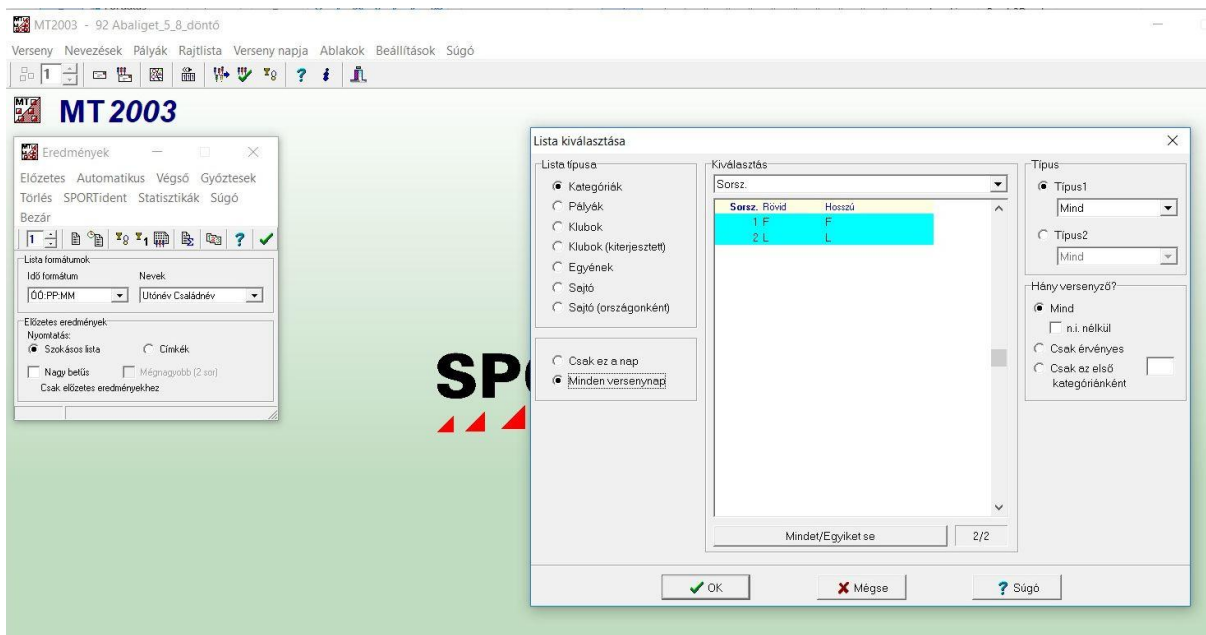 MT2003 - 92 Abaliget_5_8_döntő
Verseny Nevezések Pályák Rajtlista Verseny napja Ablakok Beállítások Súgó
1
MT 2003
Eredmények
Előzetes Automatikus Végső Győztesek
Törlés SPORTident Statisztikák Súgó
Bezár
1
Lista formátumok
Idő formátum Nevek
ÓÓ:PP:MM Utónév Családnév
Előzetes eredmények
Nyomtatás:
Szokásos lista Címkék
Nagy betűs Mégnagyobb (2 sor)
Csak előzetes eredményekhez
SPO
Lista kiválasztása
Lista típusa
Kategóriák
Pályák
Klubok
Klubok (kiterjesztett)
Egyének
Sajtó
Sajtó (országonként)
Csak ez a nap
Minden versenynap
Kiválasztás
Sorsz.
Sorsz. Rövid Hosszú
1 F F
2 L L
Mindet/Egyiket se 2/2
Típus
Típus1
Mind
Típus2
Mind
Hány versenyző?
Mind
n.i. nélkül
Csak érvényes
Csak az első
kategóriánként
OK Mégse Súgó